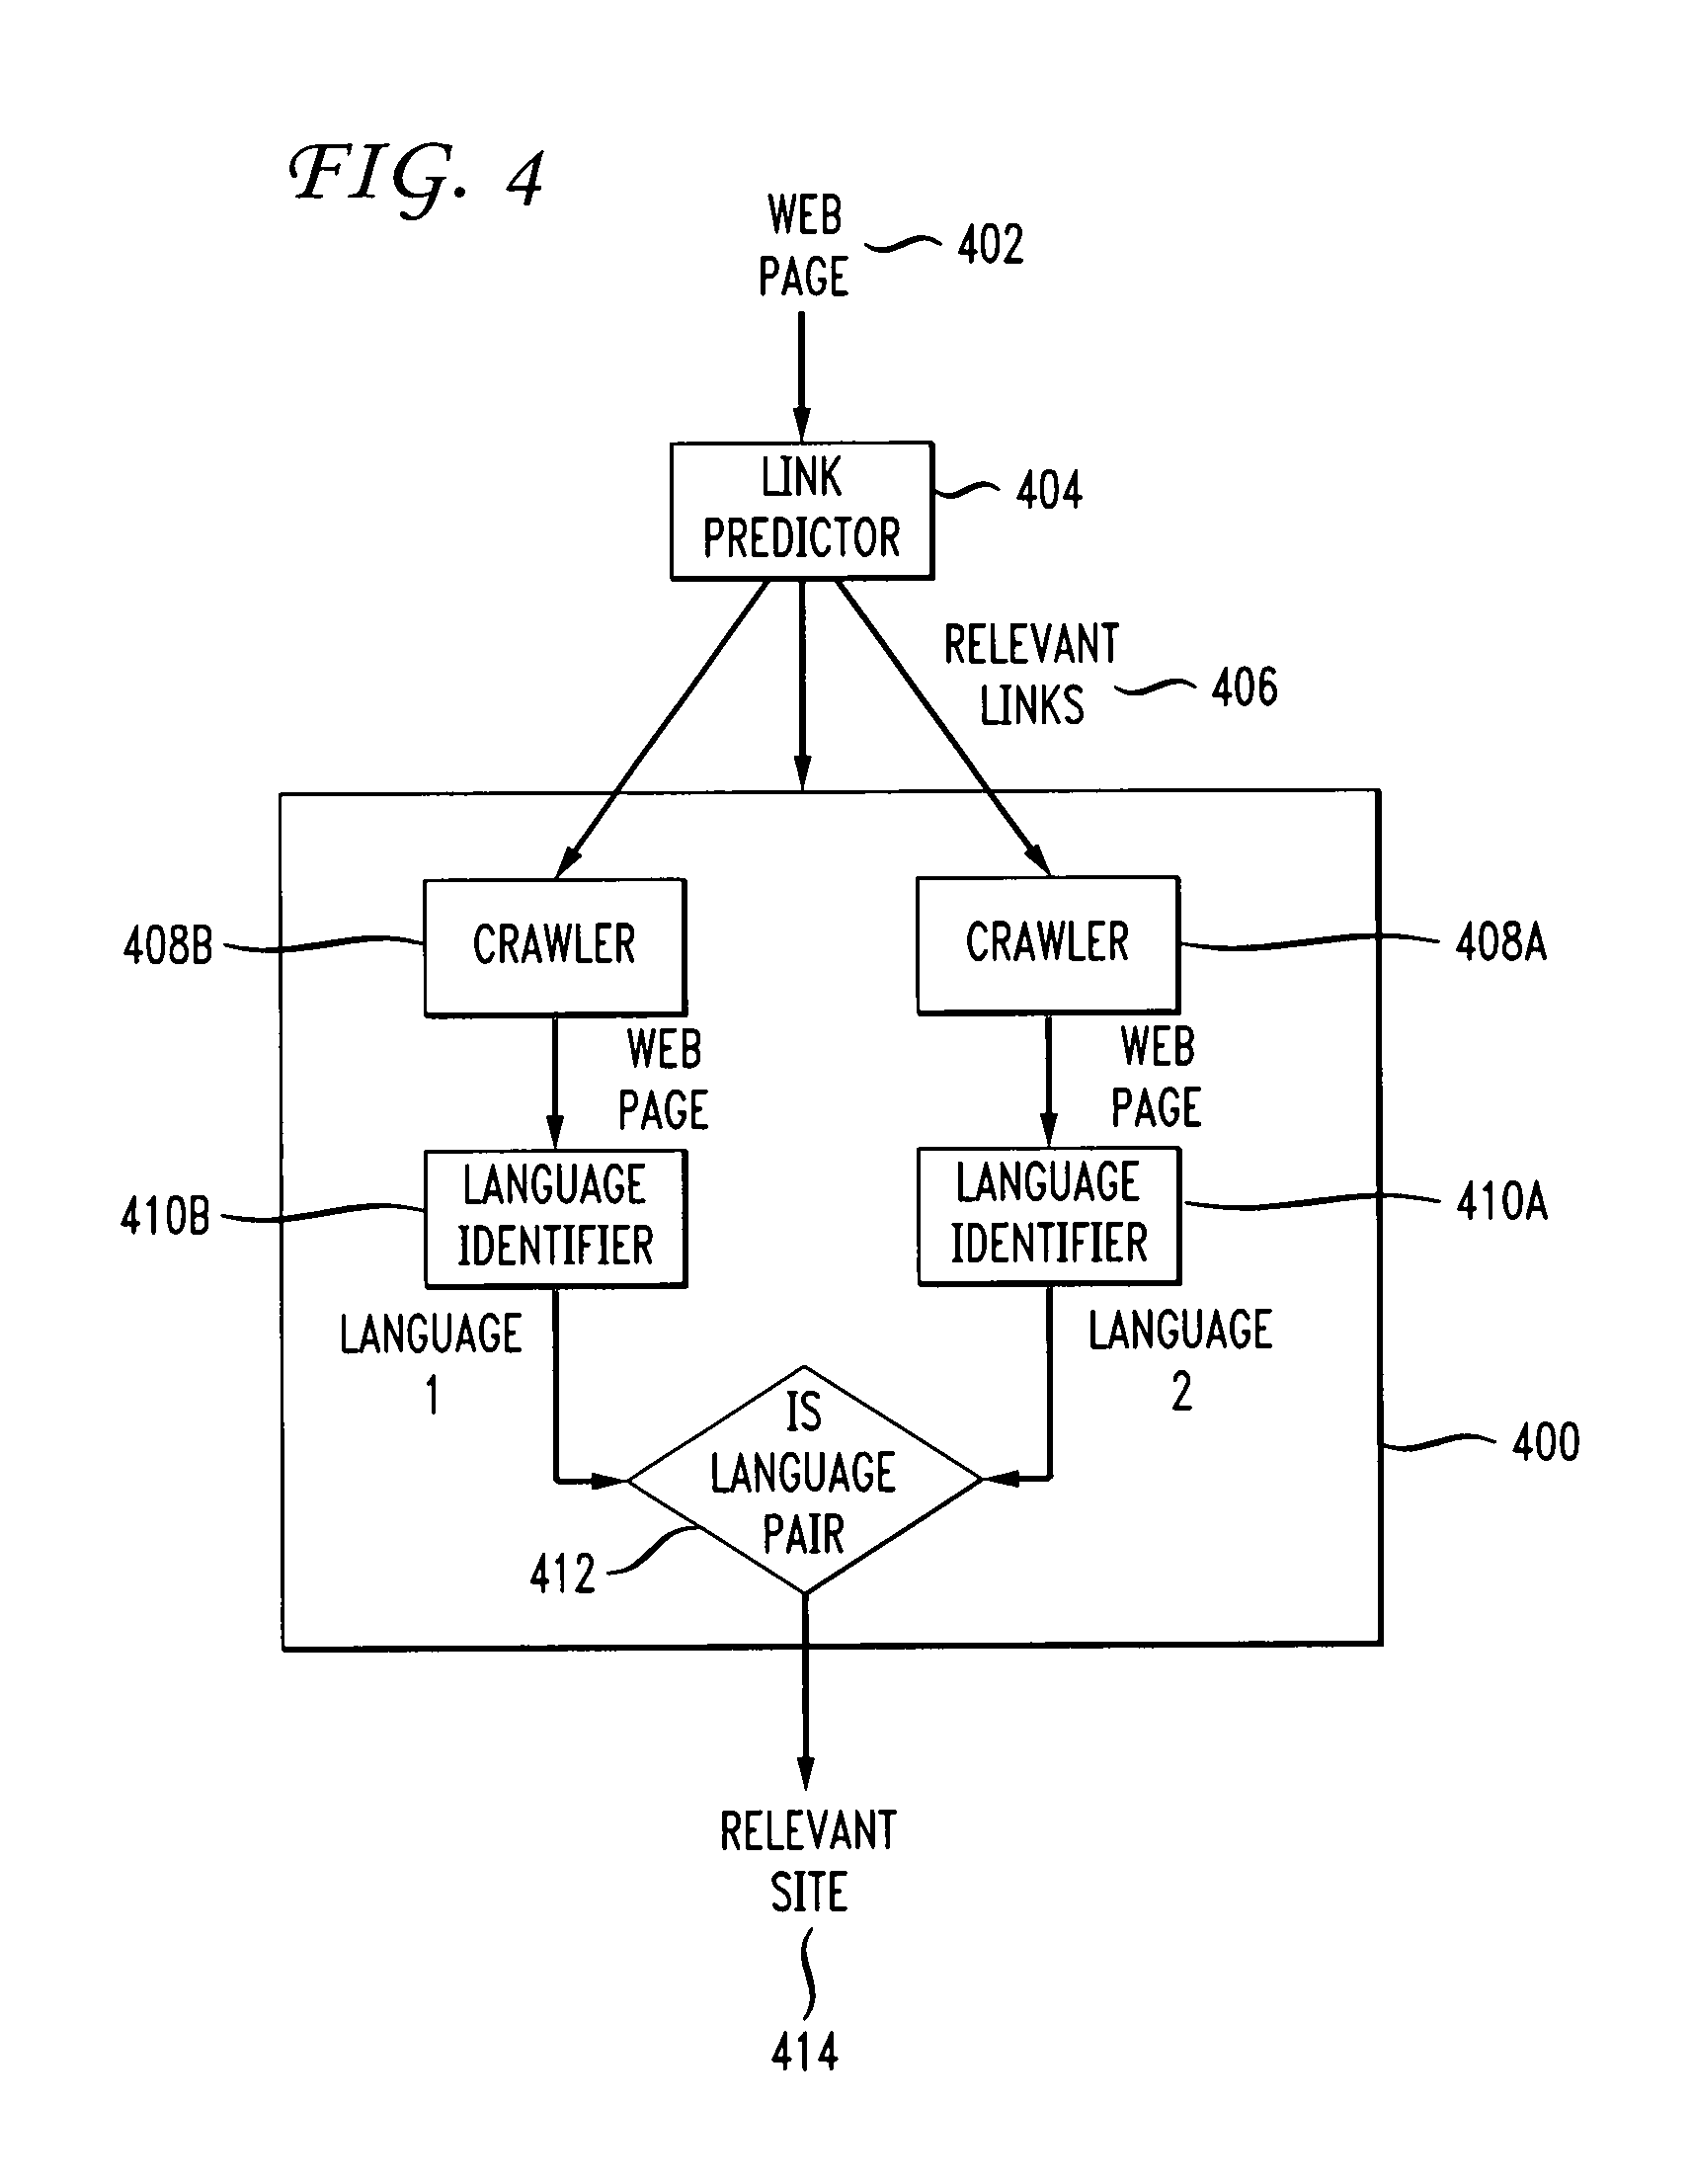 FIG. 4
WEB
PAGE
402
LINK
PREDICTOR
404
RELEVANT
LINKS
406
408B
CRAWLER
CRAWLER
408A
WEB
PAGE
WEB
PAGE
410B
LANGUAGE
IDENTIFIER
LANGUAGE
IDENTIFIER
410A
LANGUAGE
1
LANGUAGE
2
IS
LANGUAGE
PAIR
400
412
RELEVANT
SITE
414